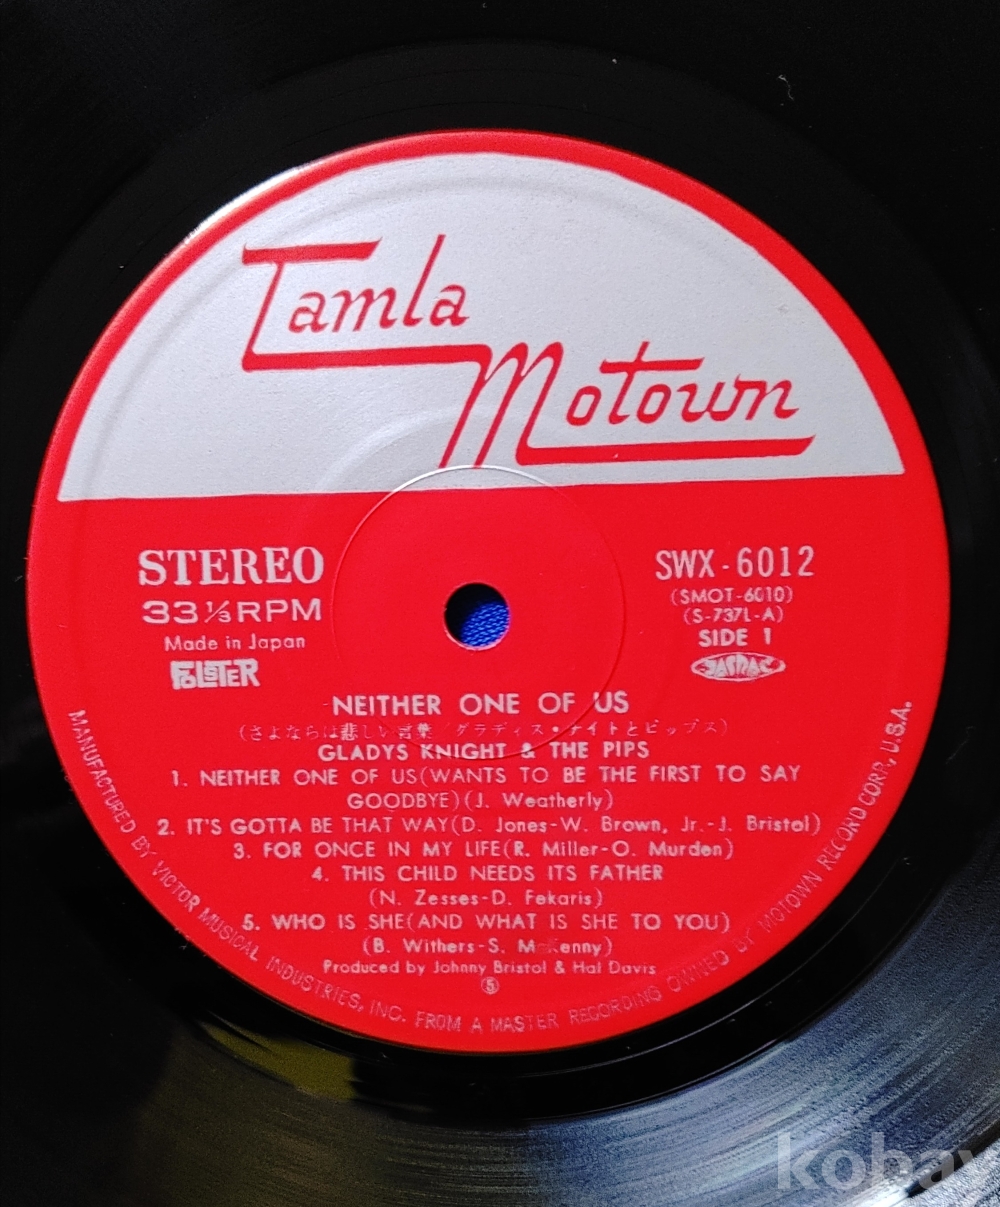 Tamla
Motown
STEREO
33 1/3 RPM
Made in Japan
FOLSTER
SWX-6012
(SMOT-6010)
(S-737L-A)
SIDE 1
JASRAC
NEITHER ONE OF US
(さよならは悲しい言葉/グラディス・ナイトとピップス)
GLADYS KNIGHT & THE PIPS
1. NEITHER ONE OF US(WANTS TO BE THE FIRST TO SAY
GOODBYE)(J. Weatherly)
2. IT'S GOTTA BE THAT WAY(D. Jones-W. Brown, Jr.-J. Bristol)
3. FOR ONCE IN MY LIFE(R. Miller-O. Murden)
4. THIS CHILD NEEDS ITS FATHER
(N. Zesses-D. Fekaris)
5. WHO IS SHE(AND WHAT IS SHE TO YOU)
(B. Withers-S.
Produced by Johnny Bristol & Hal Davis
⑤
MANUFACTURED BY VICTOR MUSICAL INDUSTRIES, INC. FROM A MASTER RECORDING OWNED BY MOTOWN RECORD CORP., U.S.A.
kobay